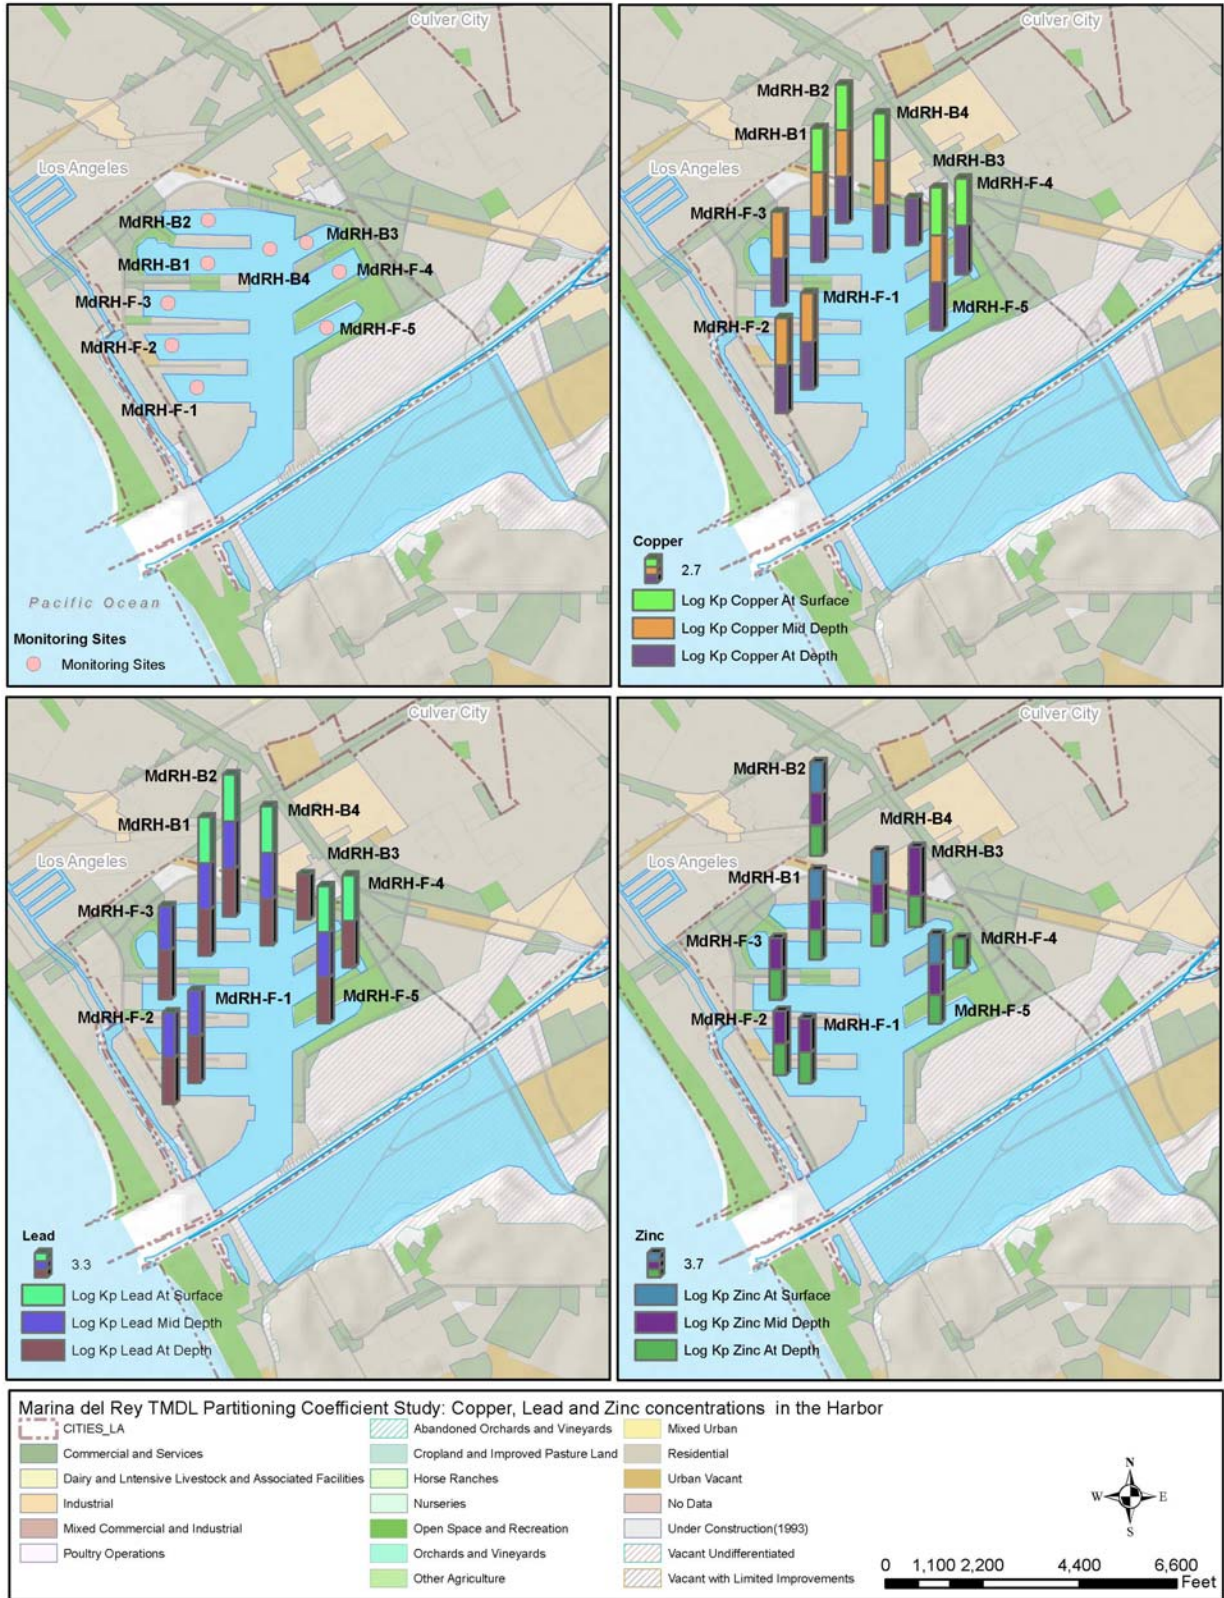 Culver City
Los Angeles
MdRH-B2
MdRH-B3
MdRH-B1
MdRH-B4
MdRH-F-4
MdRH-F-3
MdRH-F-5
MdRH-F-2
MdRH-F-1
Pacific Ocean
Monitoring Sites
Monitoring Sites
Culver City
MdRH-B2
MdRH-B4
MdRH-B1
MdRH-B3
MdRH-F-4
MdRH-F-3
MdRH-F-1
MdRH-F-5
MdRH-F-2
Copper
2.7
Log Kp Copper At Surface
Log Kp Copper Mid Depth
Log Kp Copper At Depth
Culver City
MdRH-B2
MdRH-B4
MdRH-B1
MdRH-B3
Los Angeles
MdRH-F-4
MdRH-F-3
MdRH-F-1
MdRH-F-5
MdRH-F-2
Lead
3.3
Log Kp Lead At Surface
Log Kp Lead Mid Depth
Log Kp Lead At Depth
Culver City
MdRH-B2
MdRH-B4
MdRH-B3
Los Angeles
MdRH-B1
MdRH-F-3
MdRH-F-4
MdRH-F-5
MdRH-F-2
MdRH-F-1
Zinc
3.7
Log Kp Zinc At Surface
Log Kp Zinc Mid Depth
Log Kp Zinc At Depth
Marina del Rey TMDL Partitioning Coefficient Study: Copper, Lead and Zinc concentrations in the Harbor
CITIES_LA
Commercial and Services
Dairy and Lntensive Livestock and Associated Facilities
Industrial
Mixed Commercial and Industrial
Poultry Operations
Abandoned Orchards and Vineyards
Cropland and Improved Pasture Land
Horse Ranches
Nurseries
Open Space and Recreation
Orchards and Vineyards
Other Agriculture
Mixed Urban
Residential
Urban Vacant
No Data
Under Construction(1993)
Vacant Undifferentiated
Vacant with Limited Improvements
N
W E
S
0 1,100 2,200 4,400 6,600
Feet